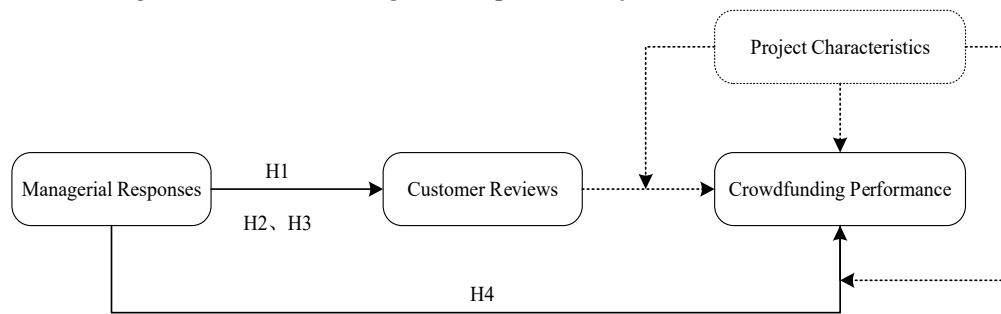 Project Characteristics
H1
Managerial Responses
Customer Reviews
Crowdfunding Performance
H2、H3
H4